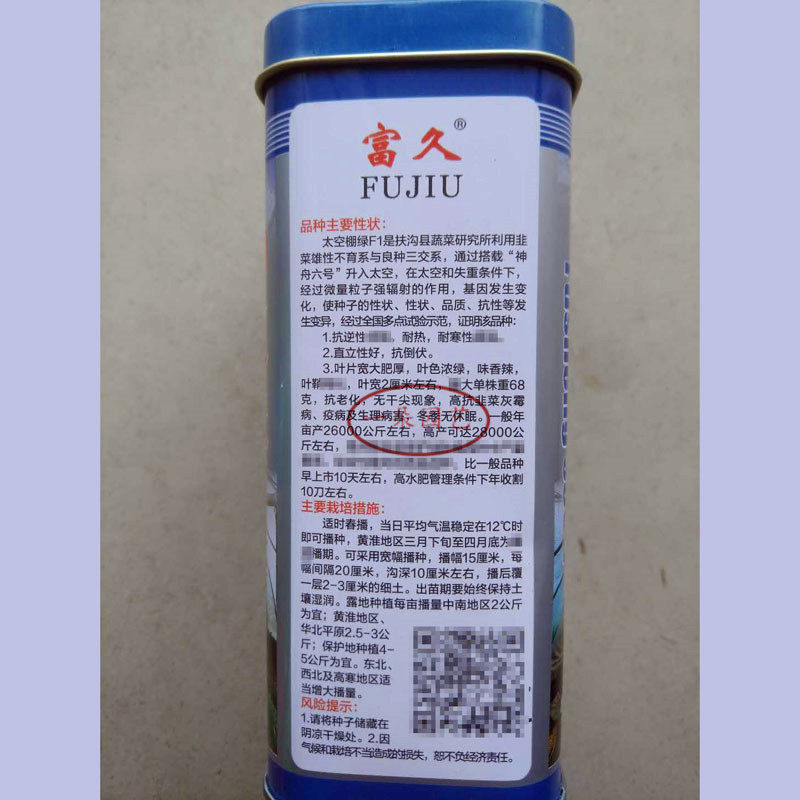 富久®
FUJIU
品种主要性状：
太空棚绿F1是扶沟县蔬菜研究所利用韭
菜雄性不育系与良种三交系，通过搭载“神
舟六号”升入太空，在太空和失重条件下，
经过微量粒子强辐射的作用，基因发生变
化，使种子的性状、性状、品质、抗性等发
生变异，经过全国多点试验示范，证明该品种：
1.抗逆性 ，耐热，耐寒性
2.直立性好，抗倒伏。
3.叶片宽大肥厚，叶色浓绿，味香辣，
叶鞘 ，叶宽2厘米左右， 大单株重68
克，抗老化，无干尖现象，高抗韭菜灰霉
病、疫病及生理病害，冬季无休眠。一般年
亩产26000公斤左右，高产可达28000公
斤左右，
比一般品种
早上市10天左右，高水肥管理条件下年收割
10刀左右。
一朵园艺
主要栽培措施：
适时春播，当日平均气温稳定在12℃时
即可播种，黄淮地区三月下旬至四月底为
播期。可采用宽幅播种，播幅15厘米，每
幅间隔20厘米，沟深10厘米左右，播后覆
一层2-3厘米的细土。出苗期要始终保持土
壤湿润。露地种植每亩播量中南地区2公斤
为宜；黄淮地区、
华北平原2.5-3公
斤；保护地种植4-
5公斤为宜。东北、
西北及高寒地区适
当增大播量。
风险提示：
1.请将种子储藏在
阴凉干燥处。2.因
气候和栽培不当造成的损失，恕不负经济责任。